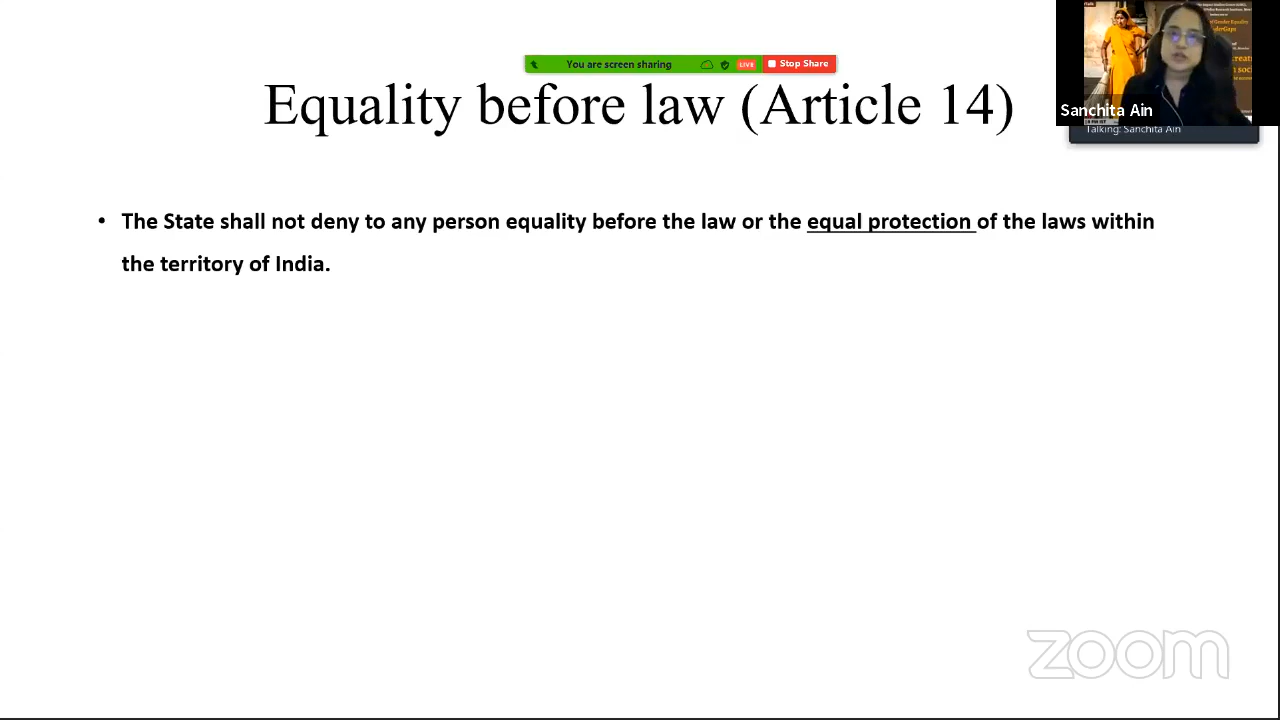 You are screen sharing
LIVE
Stop Share
Equality before law (Article 14)
Sanchita Ain
Talking: Sanchita Ain
• The State shall not deny to any person equality before the law or the equal protection of the laws within
the territory of India.
zoom